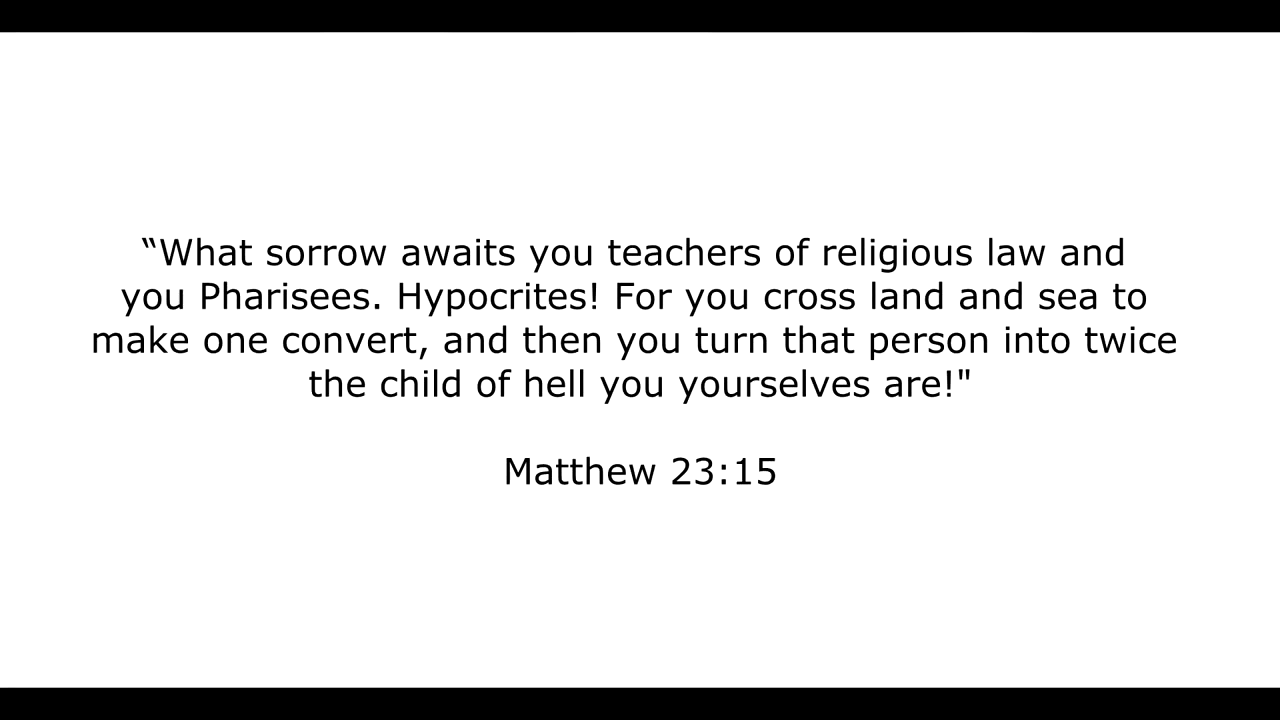 “What sorrow awaits you teachers of religious law and
you Pharisees. Hypocrites! For you cross land and sea to
make one convert, and then you turn that person into twice
the child of hell you yourselves are!"
Matthew 23:15